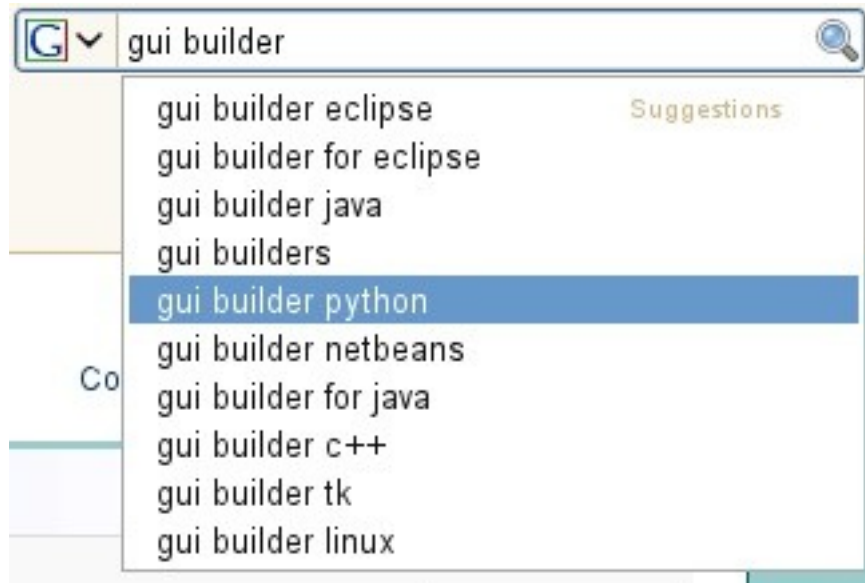 G gui builder
gui builder eclipse Suggestions
gui builder for eclipse
gui builder java
gui builders
gui builder python
gui builder netbeans
Co
gui builder for java
gui builder c++
gui builder tk
gui builder linux